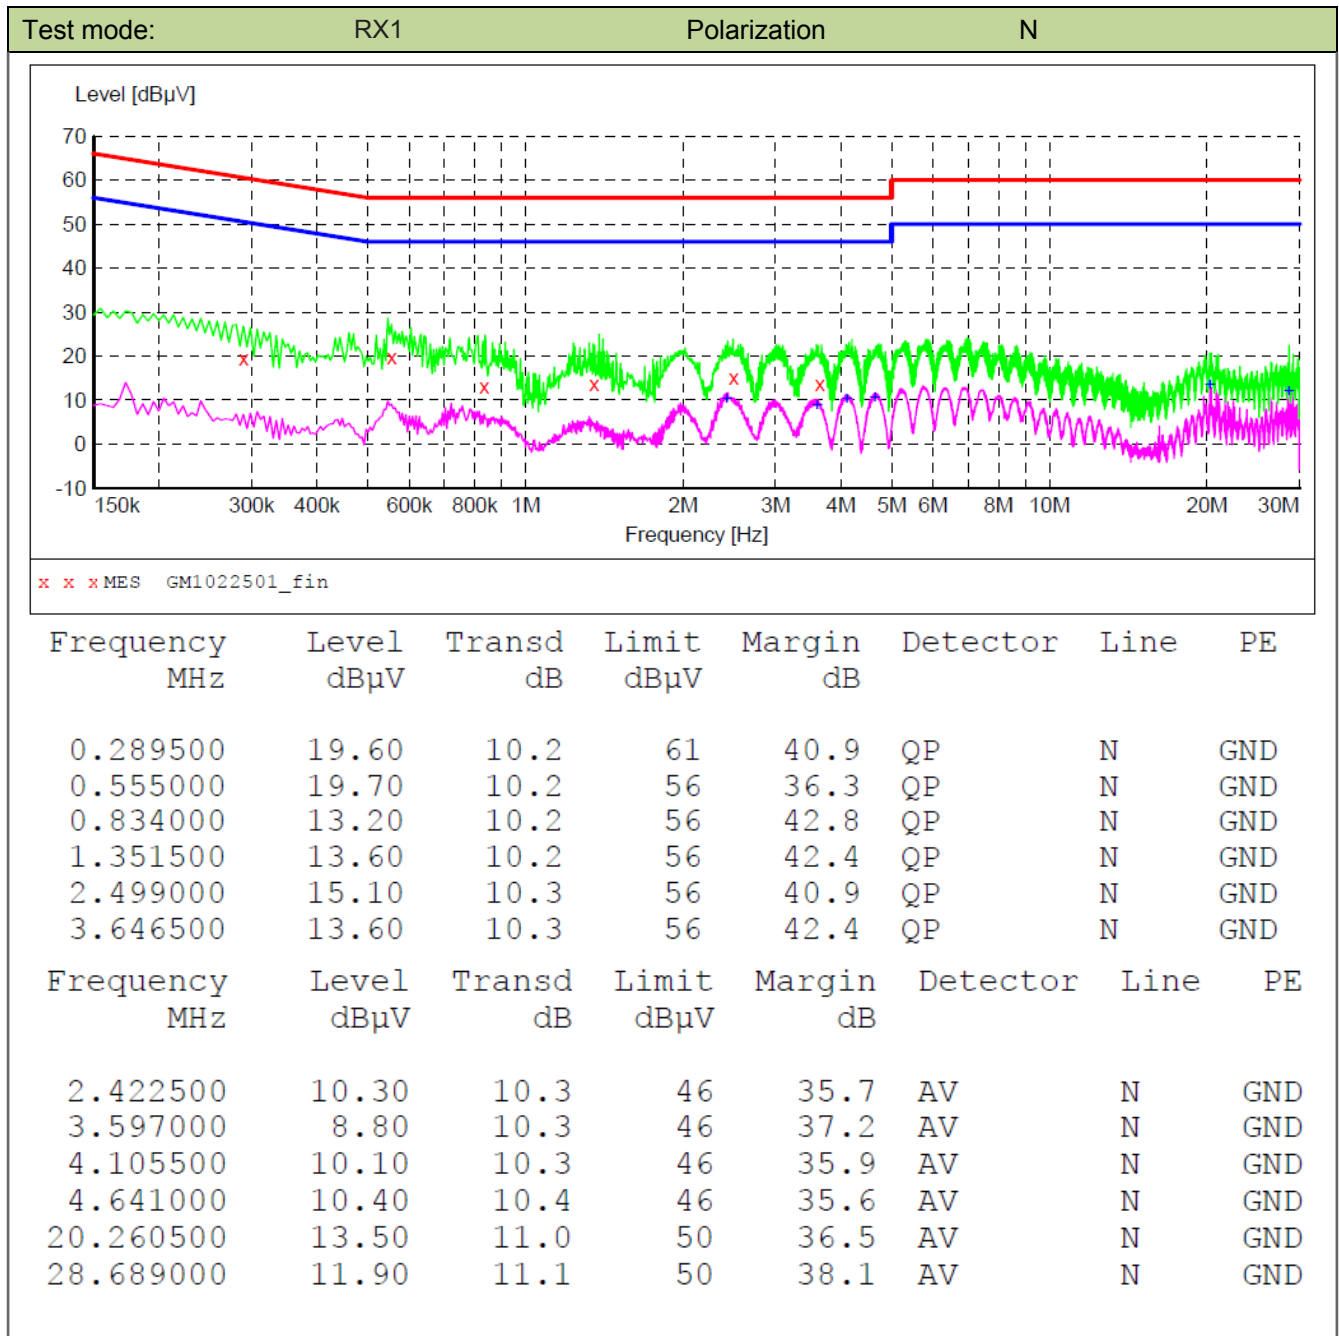 Test mode: RX1 Polarization N
Level [dBµV]
70
60
50
40
30
20
10
0
-10
150k 300k 400k 600k 800k 1M 2M 3M 4M 5M 6M 8M 10M 20M 30M
Frequency [Hz]
x x x MES GM1022501_fin
Frequency Level Transd Limit Margin Detector Line PE
MHz dBµV dB dBµV dB
0.289500 19.60 10.2 61 40.9 QP N GND
0.555000 19.70 10.2 56 36.3 QP N GND
0.834000 13.20 10.2 56 42.8 QP N GND
1.351500 13.60 10.2 56 42.4 QP N GND
2.499000 15.10 10.3 56 40.9 QP N GND
3.646500 13.60 10.3 56 42.4 QP N GND
Frequency Level Transd Limit Margin Detector Line PE
MHz dBµV dB dBµV dB
2.422500 10.30 10.3 46 35.7 AV N GND
3.597000 8.80 10.3 46 37.2 AV N GND
4.105500 10.10 10.3 46 35.9 AV N GND
4.641000 10.40 10.4 46 35.6 AV N GND
20.260500 13.50 11.0 50 36.5 AV N GND
28.689000 11.90 11.1 50 38.1 AV N GND